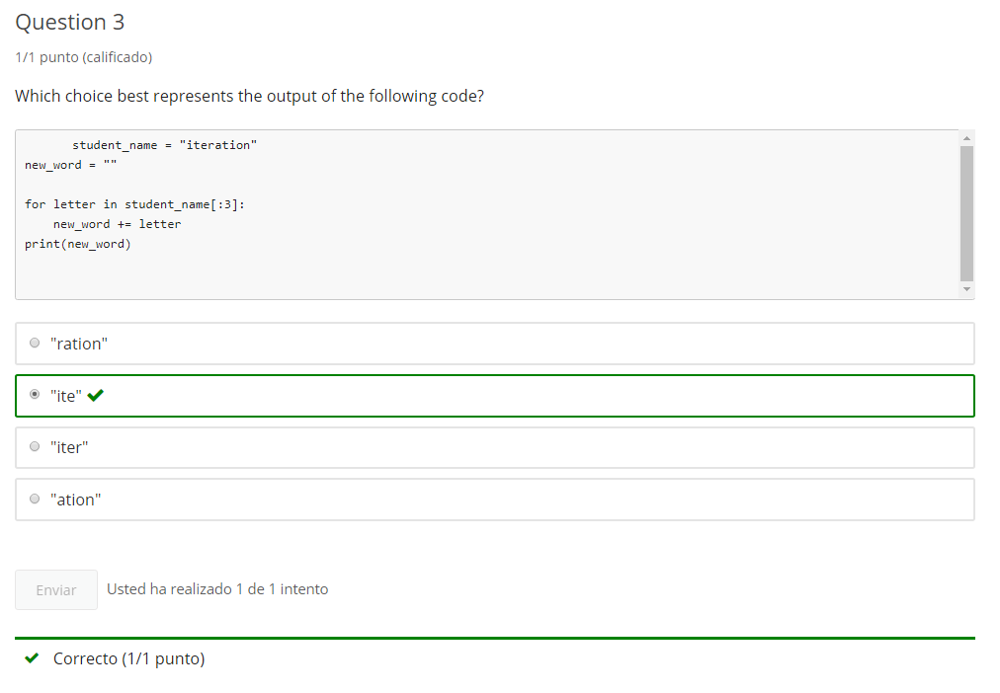 Question 3
1/1 punto (calificado)
Which choice best represents the output of the following code?
student_name = "iteration"
new_word = ""
for letter in student_name[:3]:
    new_word += letter
print(new_word)
"ration"
"ite"
"iter"
"ation"
Enviar Usted ha realizado 1 de 1 intento
Correcto (1/1 punto)